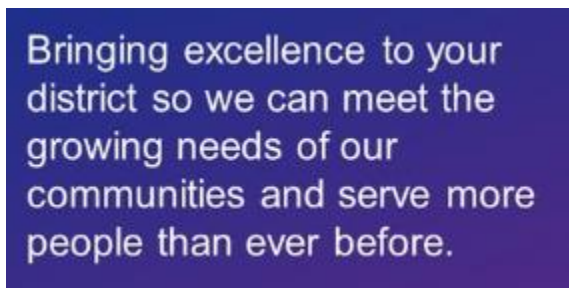 Bringing excellence to your
district so we can meet the
growing needs of our
communities and serve more
people than ever before.